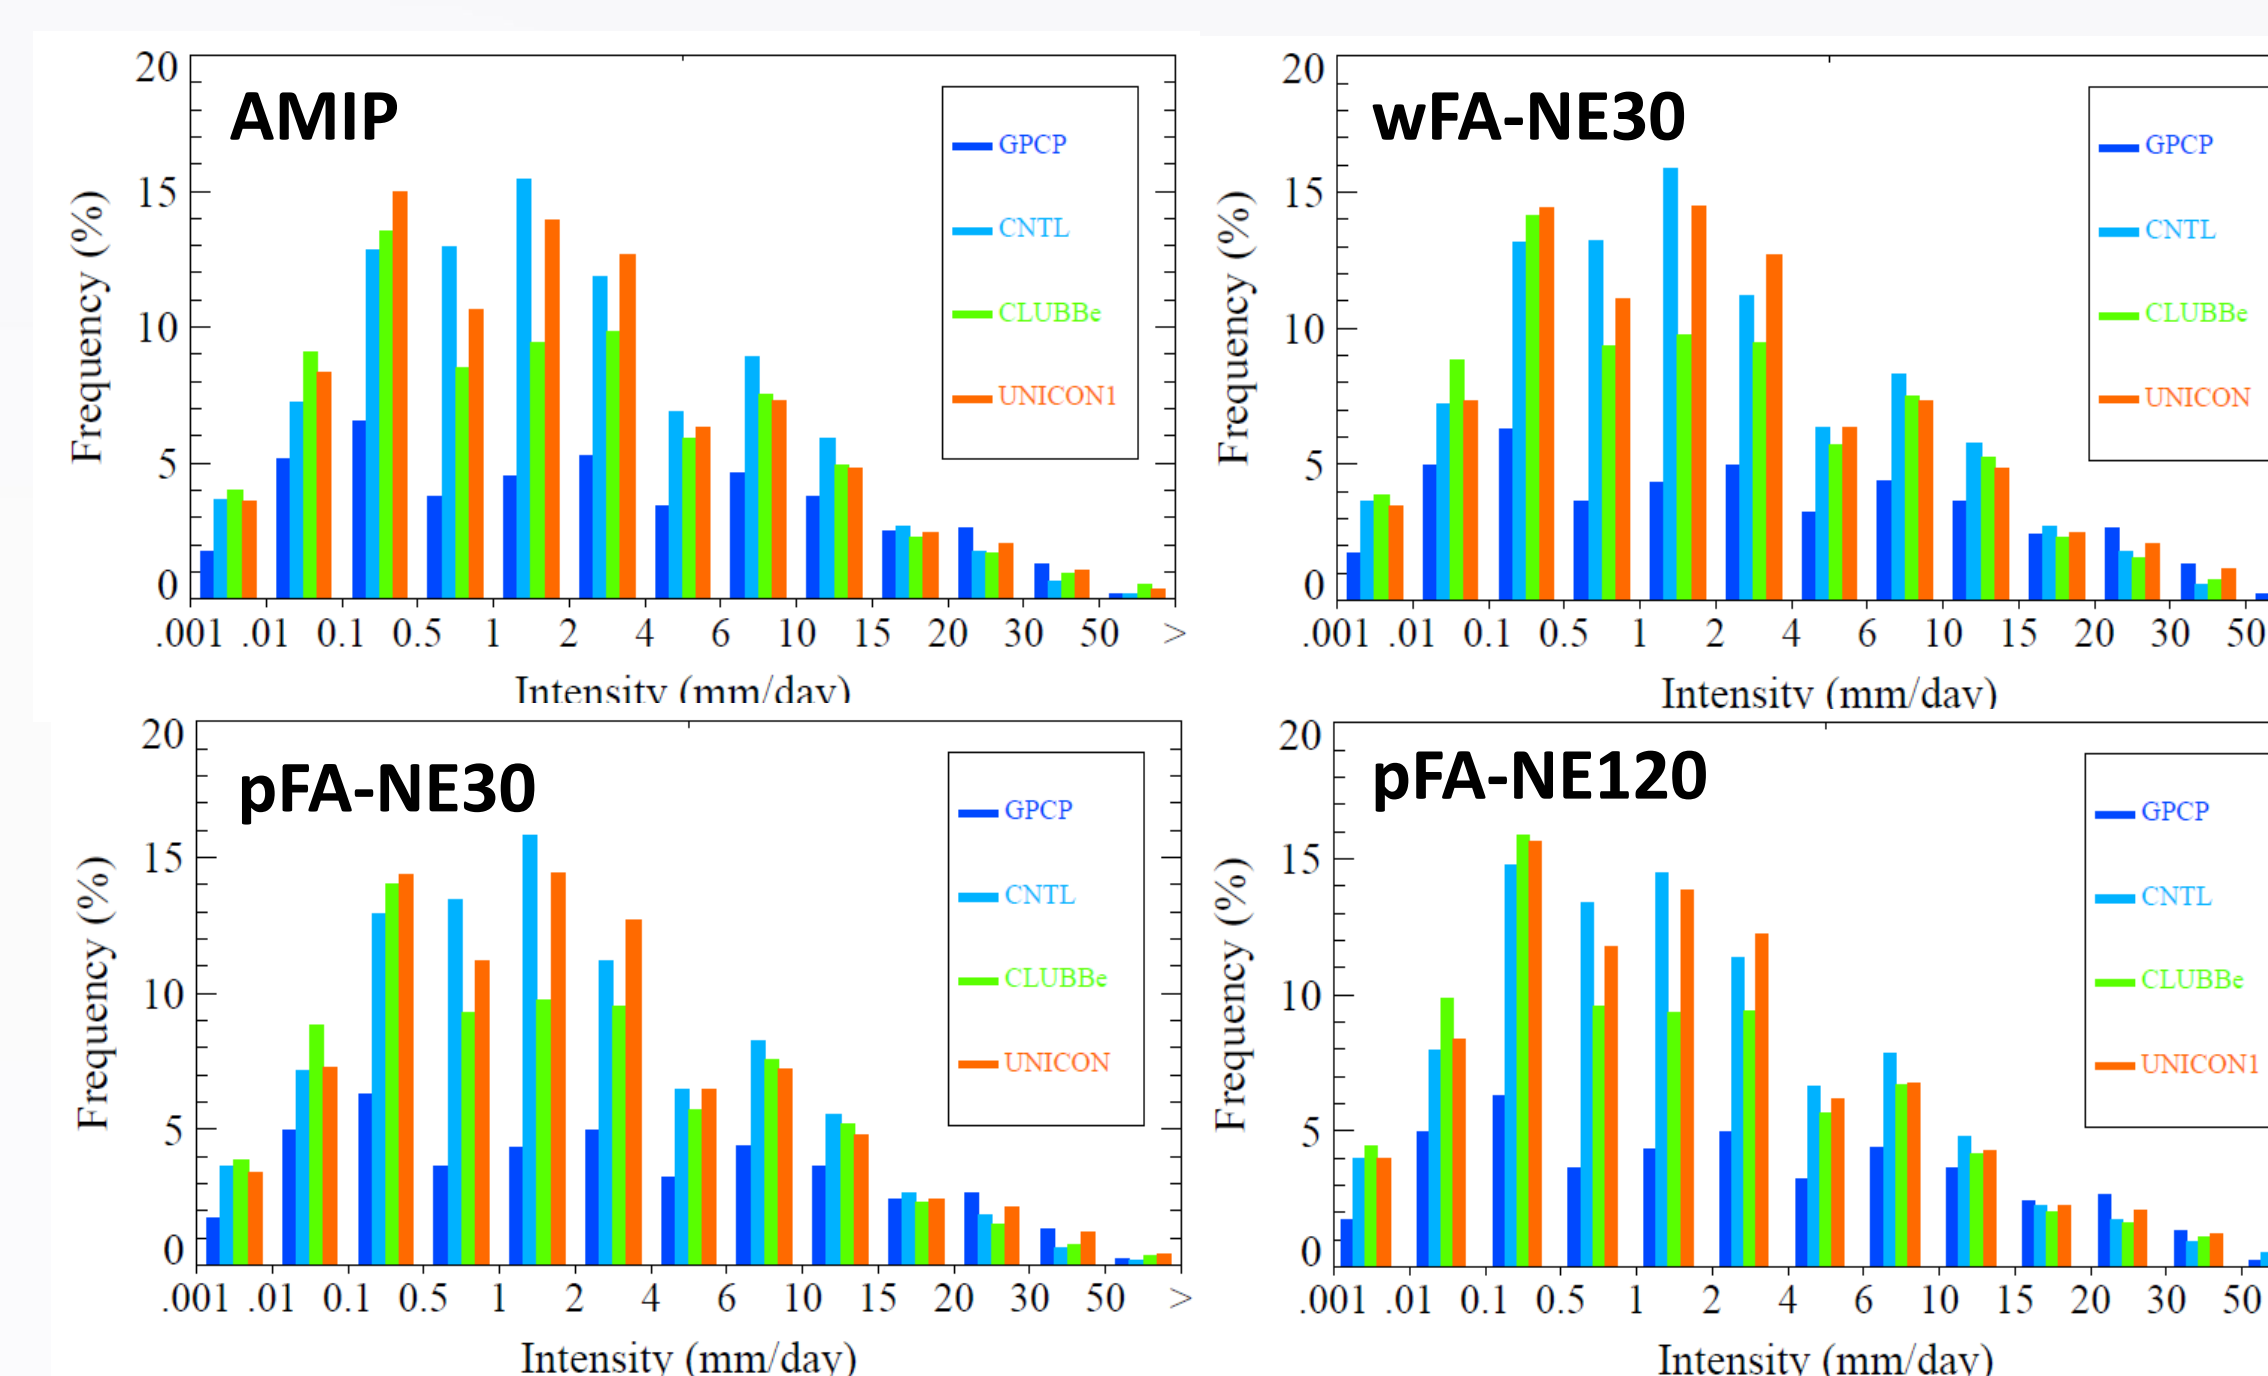 AMIP
20
15
10
5
0
Frequency (%)
GPCP
CNTL
CLUBBe
UNICON1
.001 .01 0.1 0.5 1 2 4 6 10 15 20 30 50 >
Intensity (mm/day)
wFA-NE30
20
15
10
5
0
Frequency (%)
GPCP
CNTL
CLUBBe
UNICON
.001 .01 0.1 0.5 1 2 4 6 10 15 20 30 50
Intensity (mm/day)
pFA-NE30
20
15
10
5
0
Frequency (%)
GPCP
CNTL
CLUBBe
UNICON
.001 .01 0.1 0.5 1 2 4 6 10 15 20 30 50 >
Intensity (mm/day)
pFA-NE120
20
15
10
5
0
Frequency (%)
GPCP
CNTL
CLUBBe
UNICON1
.001 .01 0.1 0.5 1 2 4 6 10 15 20 30 50
Intensity (mm/day)